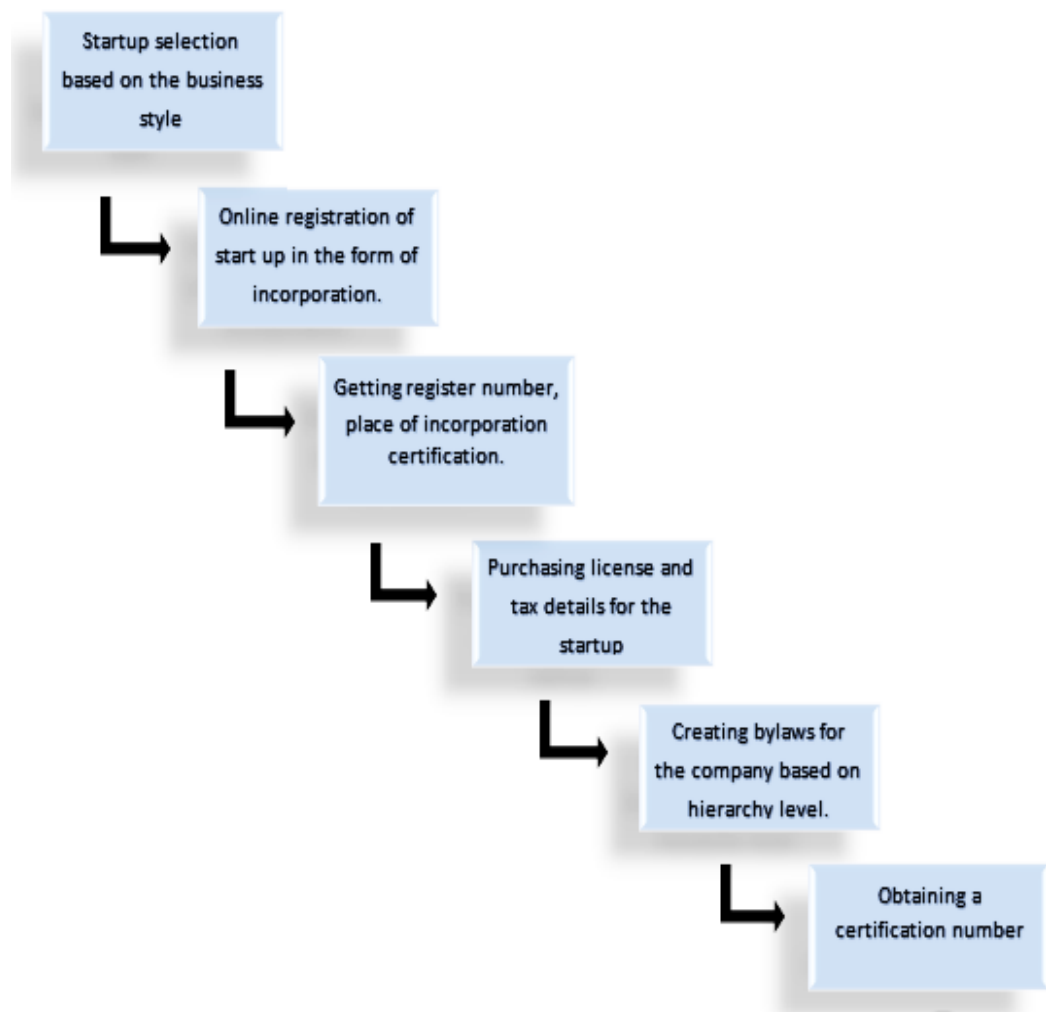 Startup selection
based on the business
style
Online registration of
start up in the form of
incorporation.
Getting register number,
place of incorporation
certification.
Purchasing license and
tax details for the
startup
Creating bylaws for
the company based on
hierarchy level.
Obtaining a
certification number